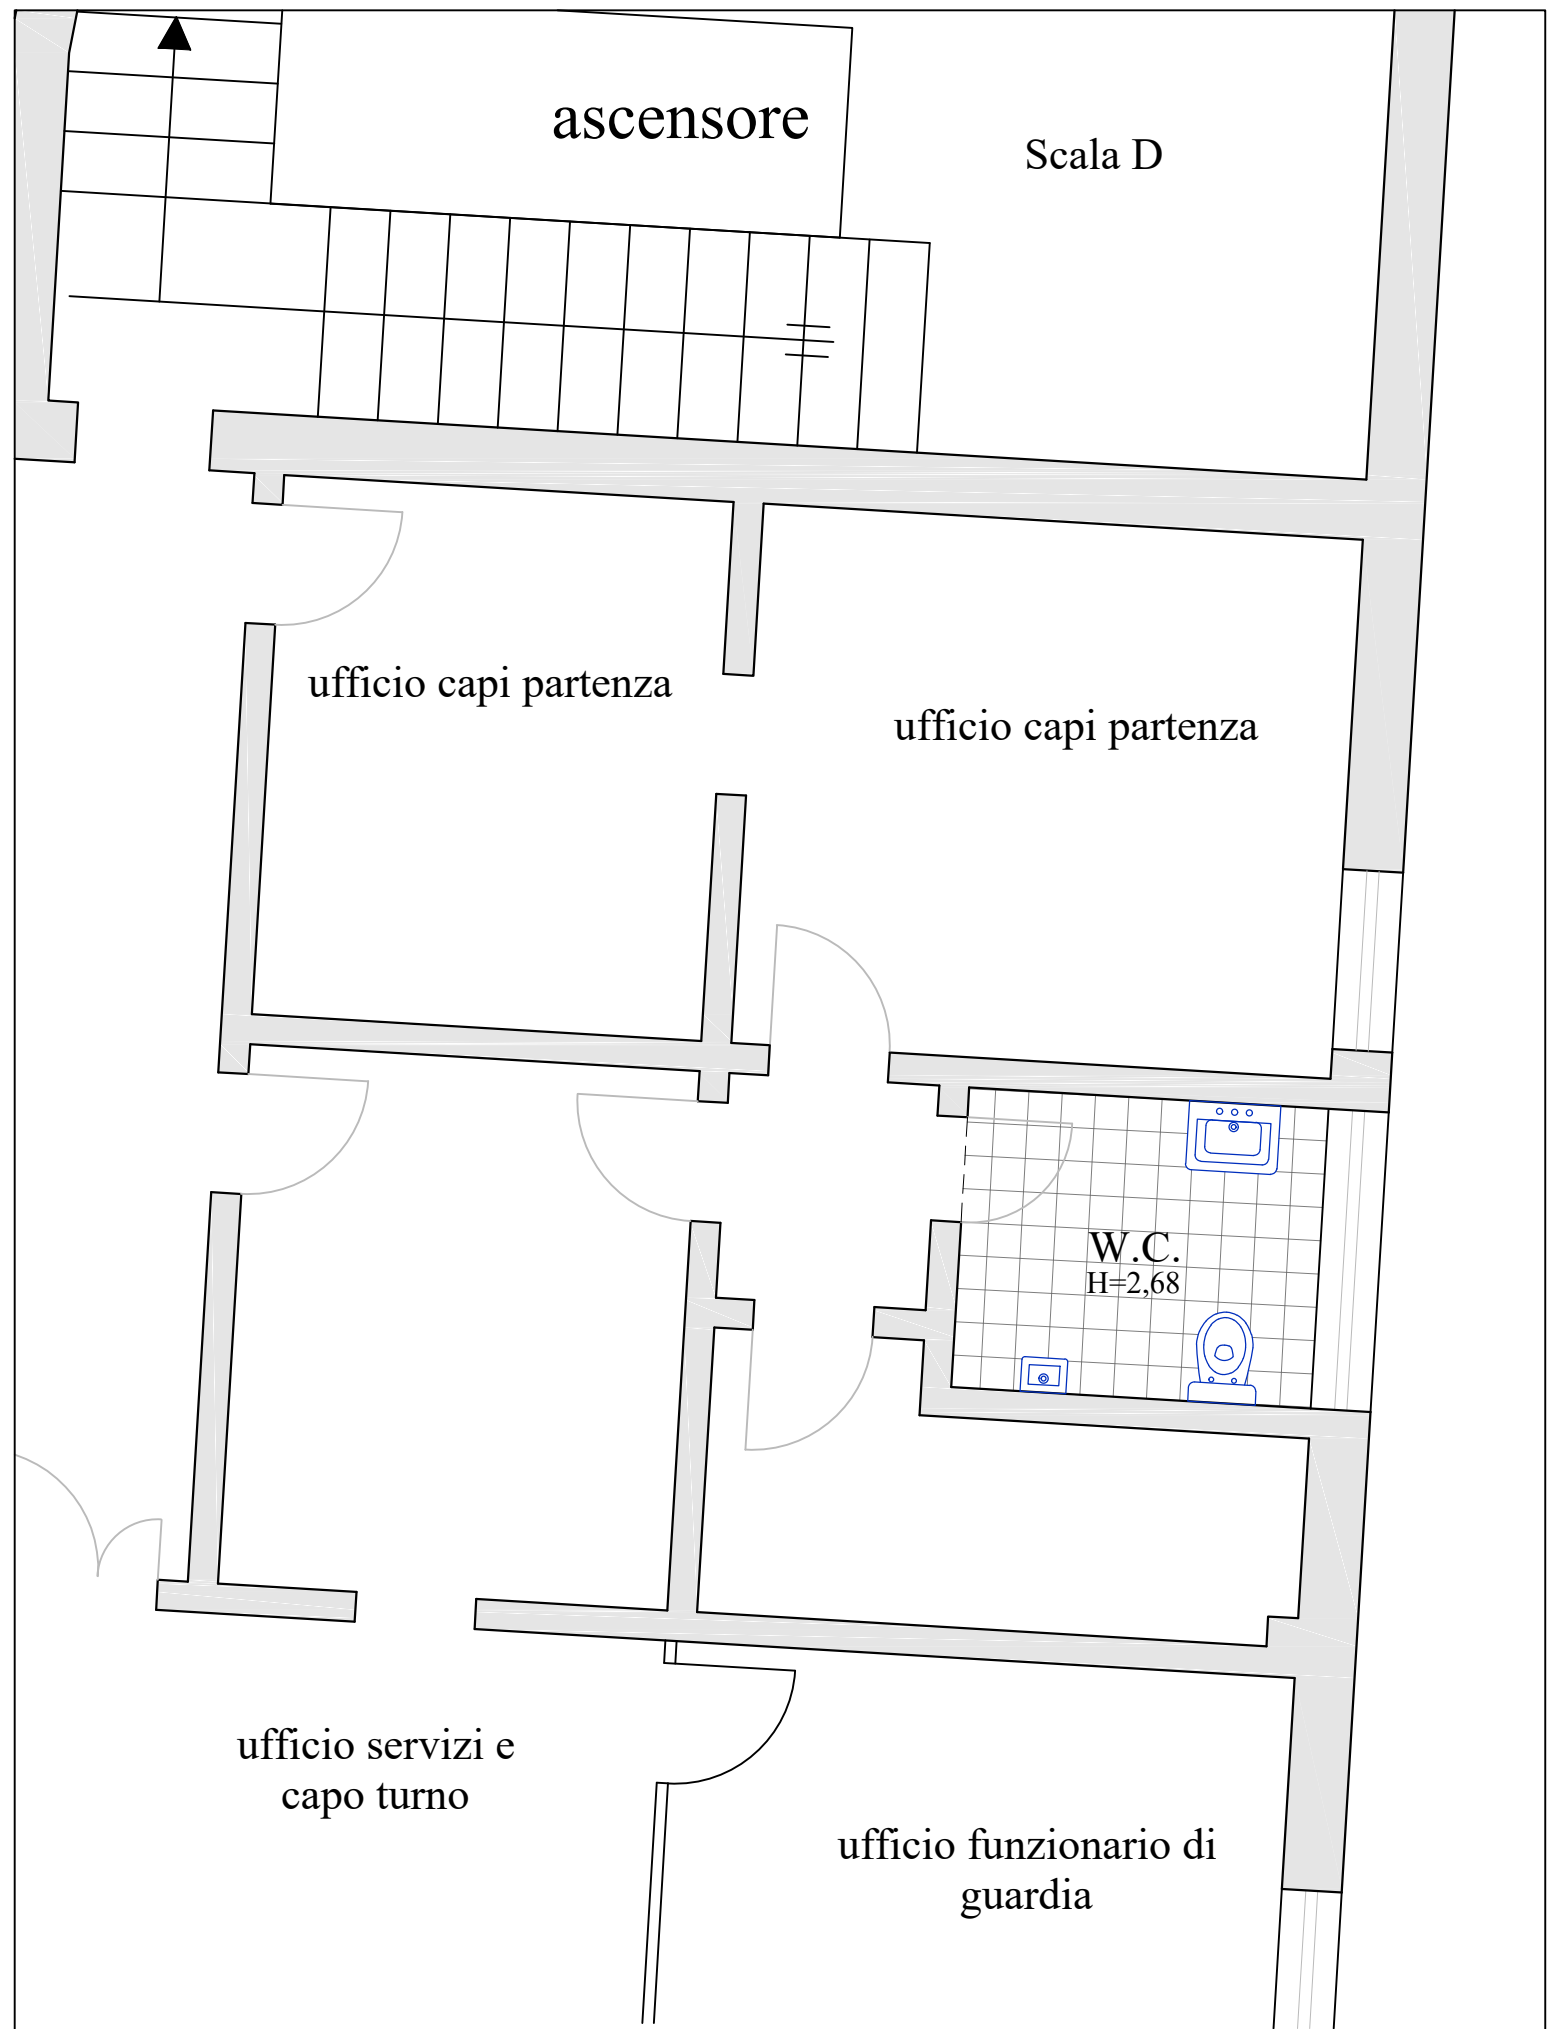 ascensore
Scala D
ufficio capi partenza
ufficio capi partenza
W.C.
H=2,68
ufficio servizi e
capo turno
ufficio funzionario di
guardia